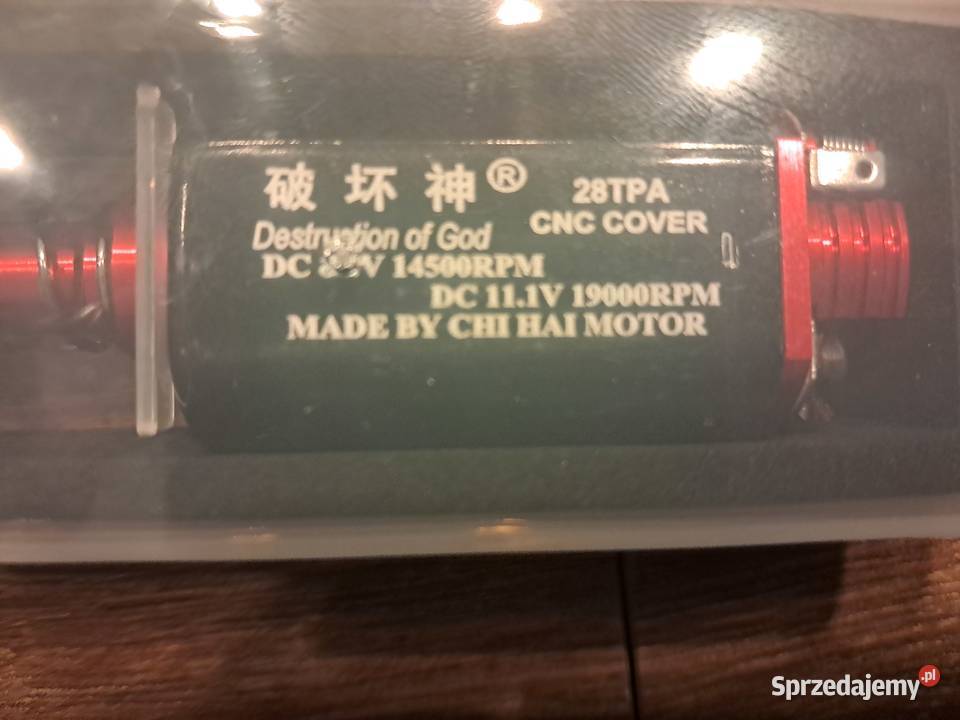 破坏神®
28TPA
CNC COVER
Destruction of God
DC V 14500RPM
DC 11.1V 19000RPM
MADE BY CHI HAI MOTOR
Sprzedajemy.pl